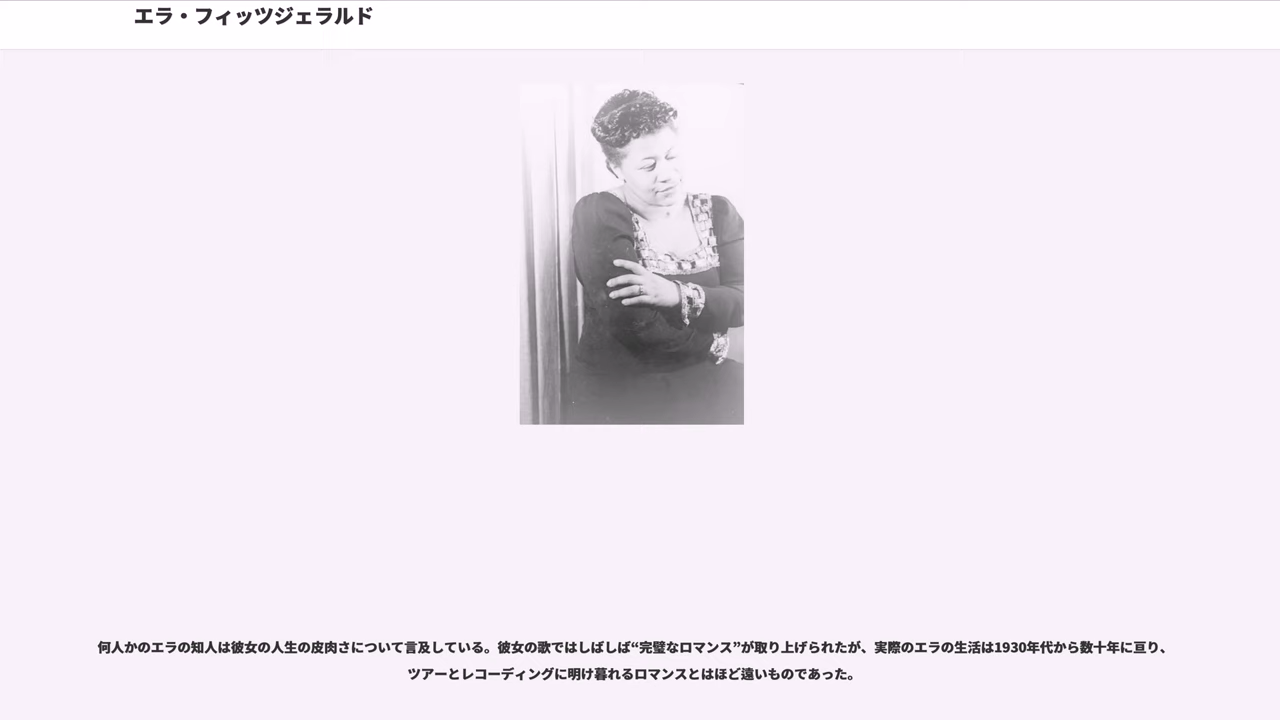 エラ・フィッツジェラルド
何人かのエラの知人は彼女の人生の皮肉さについて言及している。彼女の歌ではしばしば“完璧なロマンス”が取り上げられたが、実際のエラの生活は1930年代から数十年に亘り、
ツアーとレコーディングに明け暮れるロマンスとはほど遠いものであった。